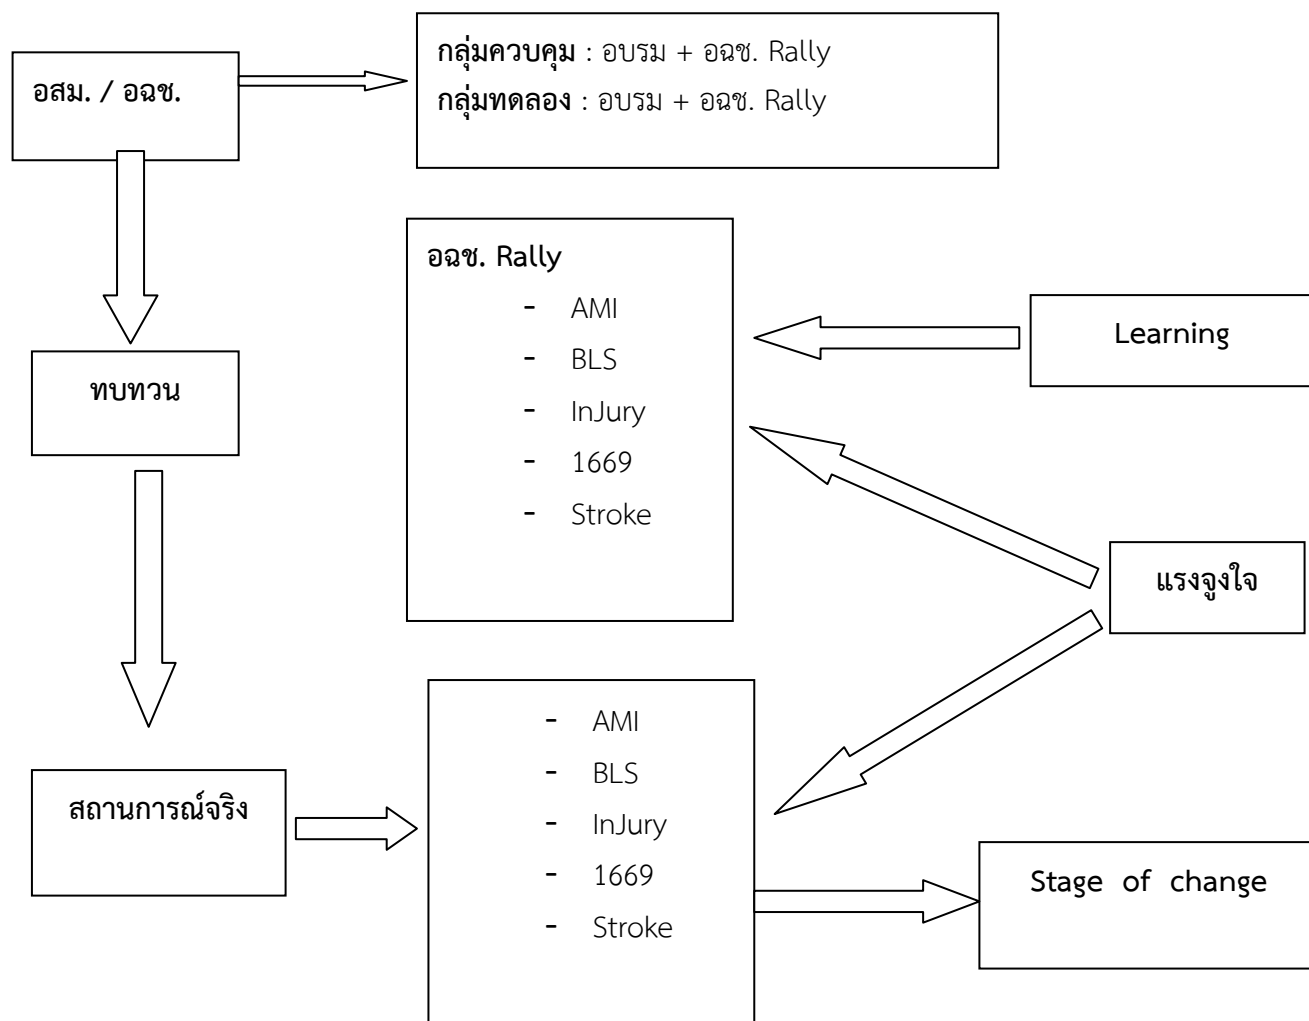 อสม. / อฉช.
กลุ่มควบคุม : อบรม + อฉช. Rally
กลุ่มทดลอง : อบรม + อฉช. Rally
อฉช. Rally
- AMI
- BLS
- InJury
- 1669
- Stroke
Learning
ทบทวน
แรงจูงใจ
สถานการณ์จริง
- AMI
- BLS
- InJury
- 1669
- Stroke
Stage of change